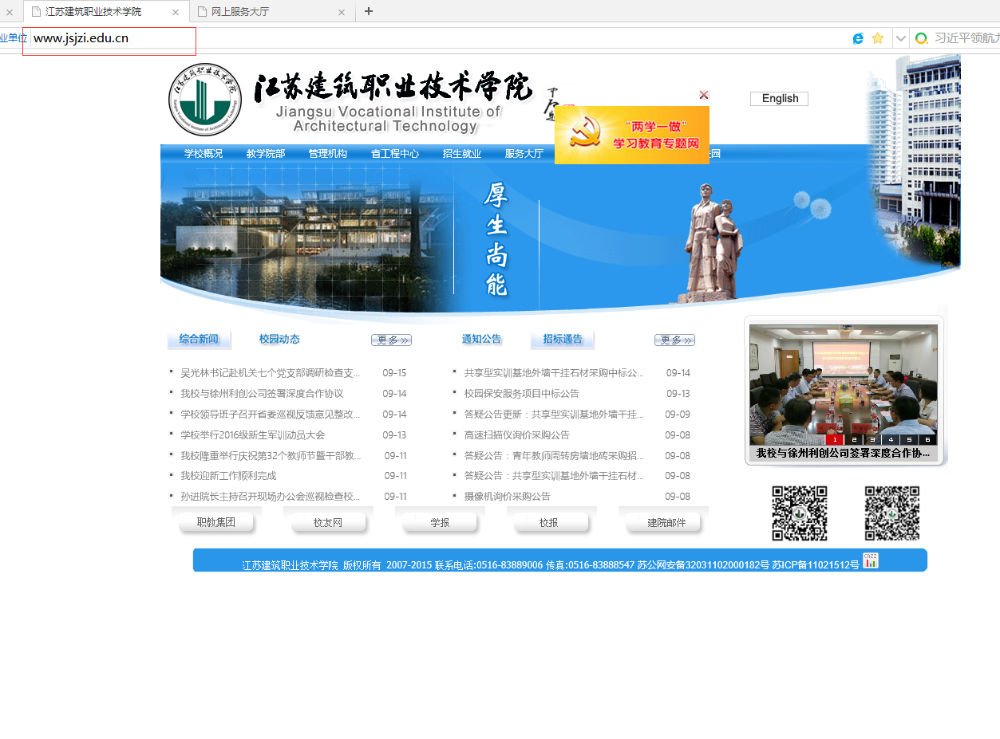 江苏建筑职业技术学院
网上服务大厅
业单位
www.jsjzi.edu.cn
习近平领航
江苏建筑职业技术学院
Jiangsu Vocational Institute of
Architectural Technology
English
“两学一做”
学习教育专题网
学校概况 教学院部 管理机构 省工程中心 招生就业 服务大厅 园
厚生尚能
综合新闻 校园动态 更多
吴光林书记赴机关七个党支部调研检查支... 09-15
我校与徐州利创公司签署深度合作协议 09-14
学校领导班子召开省委巡视反馈意见整改... 09-14
学校举行2016级新生军训动员大会 09-13
我校隆重举行庆祝第32个教师节暨干部教... 09-11
我校迎新工作顺利完成 09-11
孙进院长主持召开现场办公会巡视检查校... 09-11
通知公告 招标通告 更多
共享型实训基地外墙干挂石材采购中标公... 09-14
校园保安服务项目中标公告 09-13
答疑公告更新：共享型实训基地外墙干挂... 09-09
高速扫描仪询价采购公告 09-08
答疑公告：青年教师周转房墙地砖采购招... 09-08
答疑公告：共享型实训基地外墙干挂石材... 09-08
摄像机询价采购公告 09-08
1 2 3 4 5 6
我校与徐州利创公司签署深度合作协...
职教集团 校友网 学报 校报 建院邮件
江苏建筑职业技术学院 版权所有 2007-2015 联系电话:0516-83889006 传真:0516-83888547 苏公网安备32031102000182号 苏ICP备11021512号
CNZZ